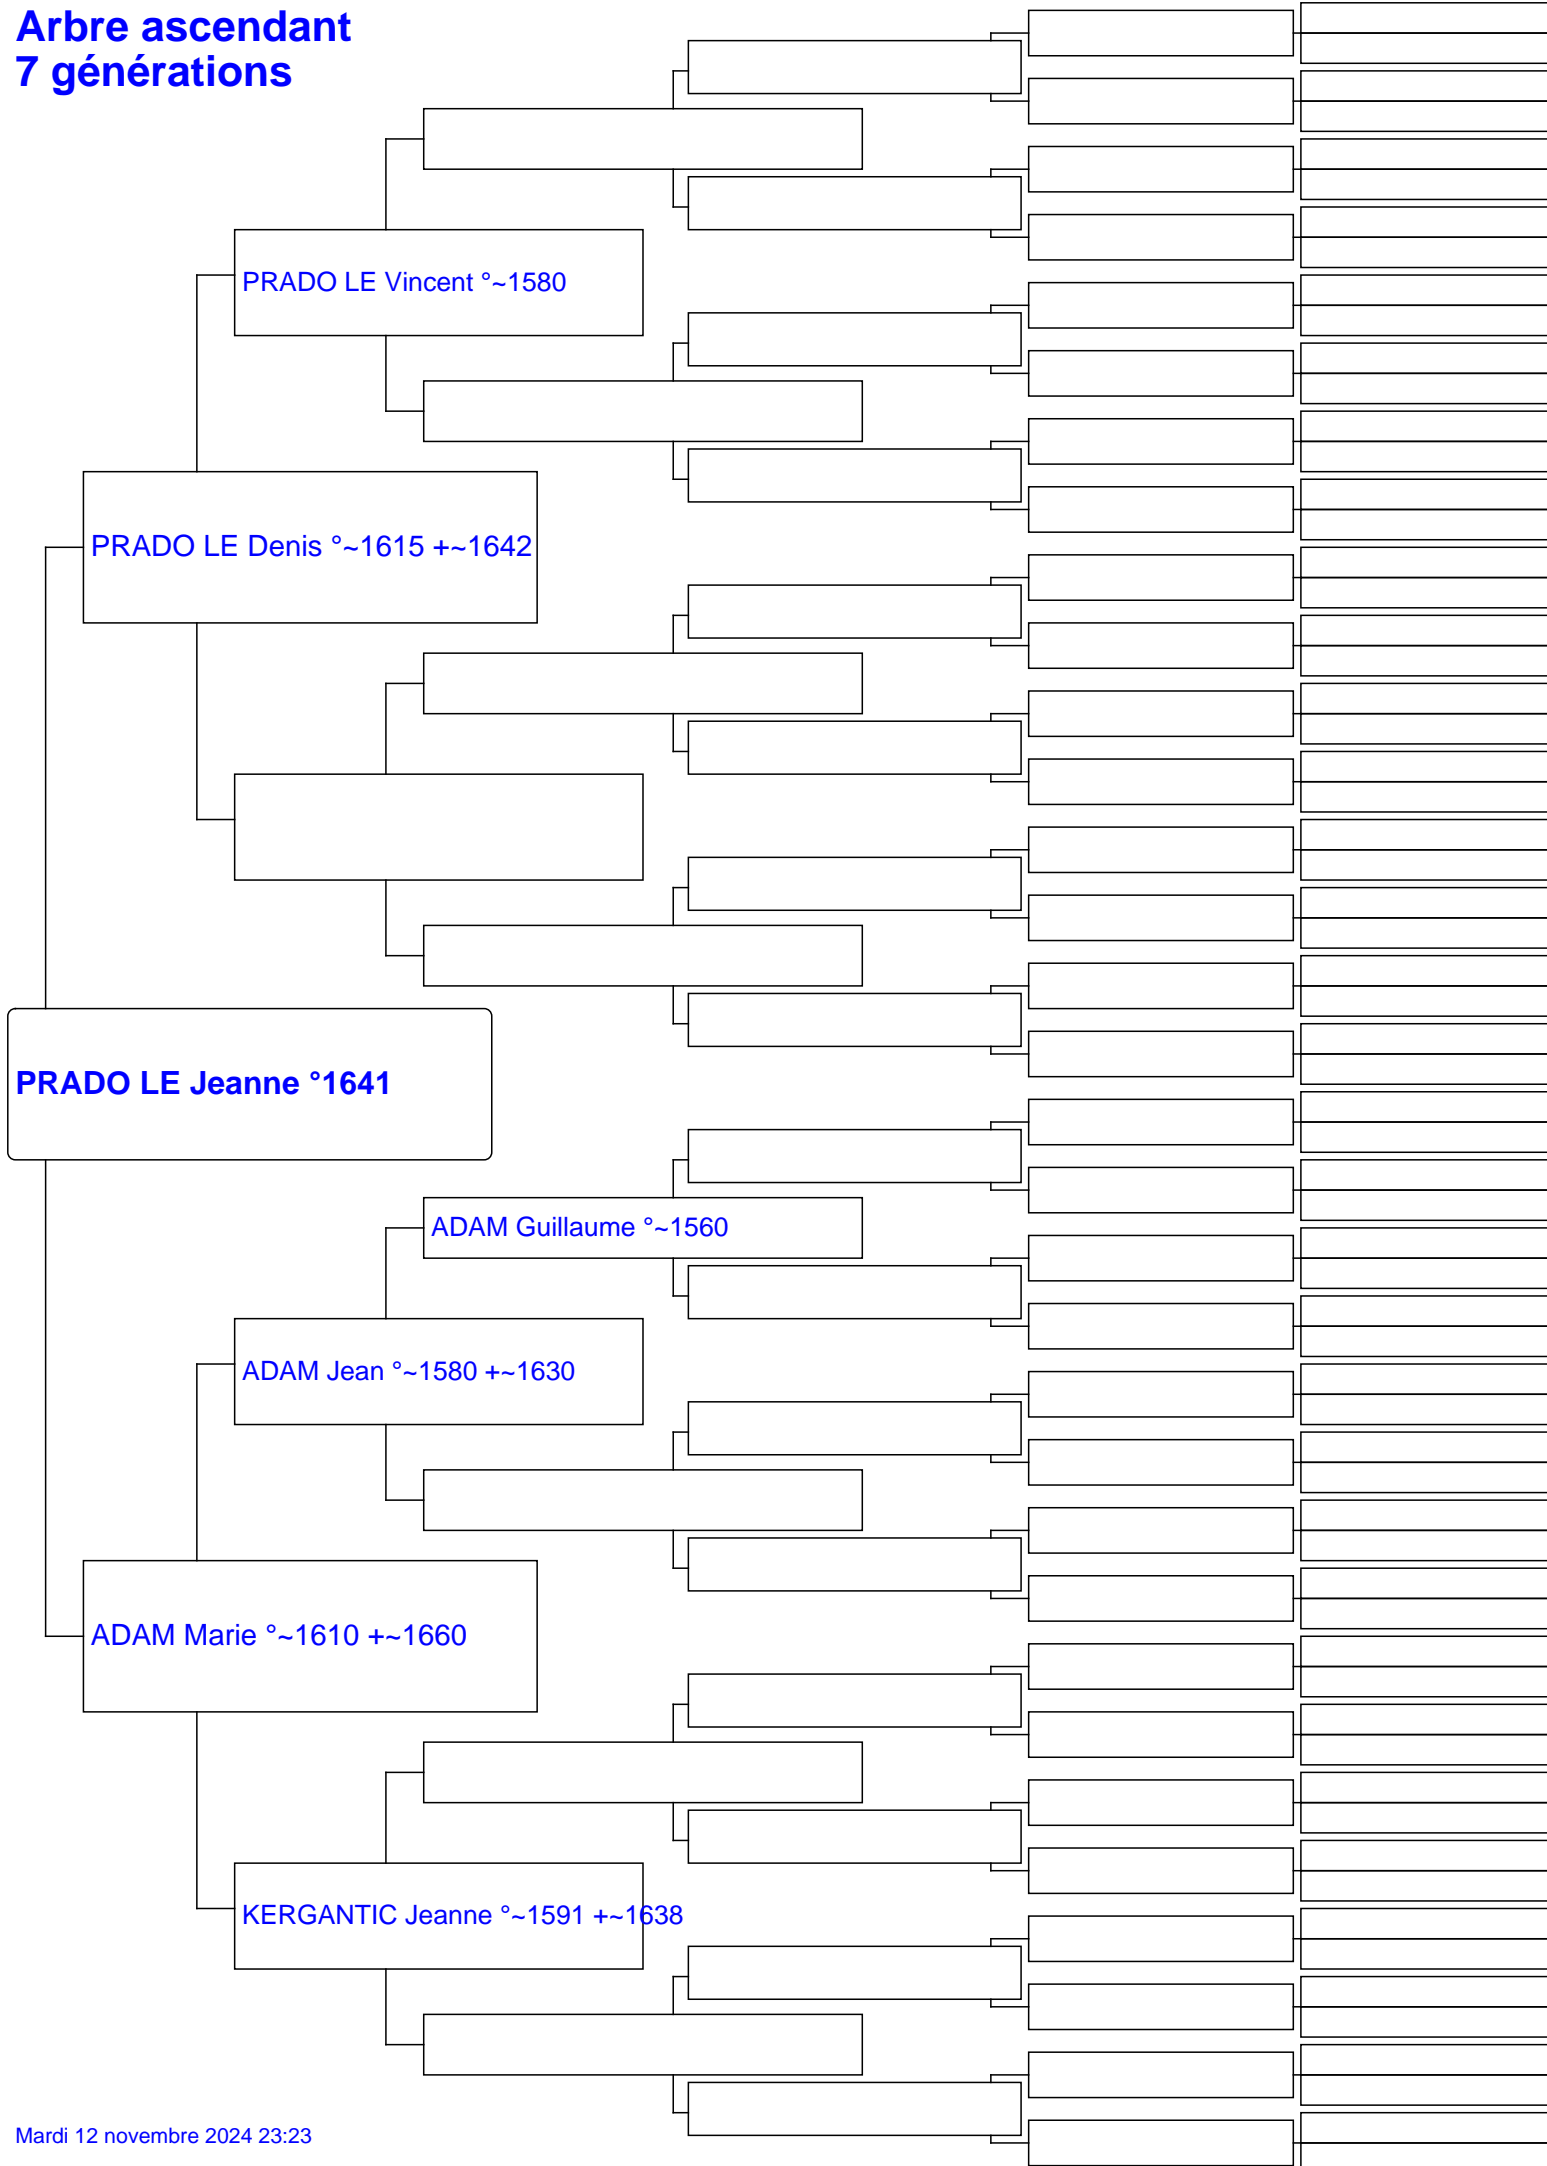 Arbre ascendant
7 générations
PRADO LE Vincent °~1580
PRADO LE Denis °~1615 +~1642
PRADO LE Jeanne °1641
ADAM Guillaume °~1560
ADAM Jean °~1580 +~1630
ADAM Marie °~1610 +~1660
KERGANTIC Jeanne °~1591 +~1638
Mardi 12 novembre 2024 23:23